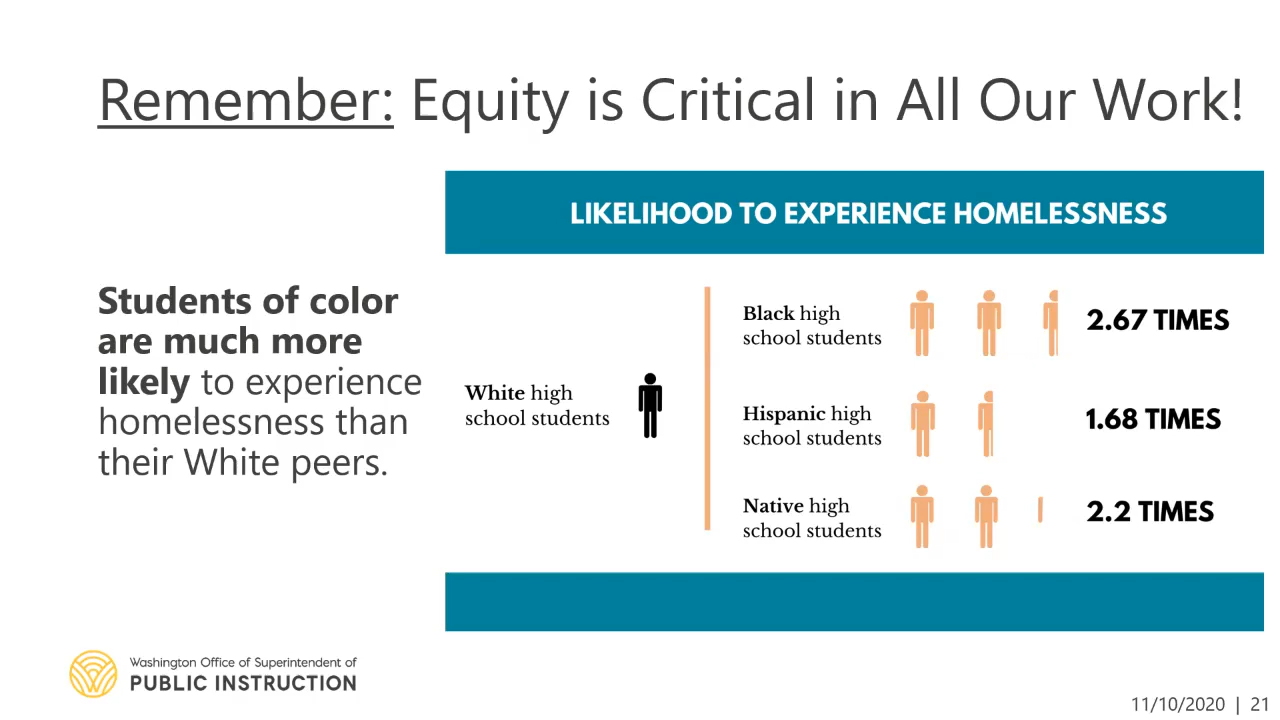 Remember: Equity is Critical in All Our Work!
LIKELIHOOD TO EXPERIENCE HOMELESSNESS
Students of color
are much more
likely to experience
homelessness than
their White peers.
White high
school students
Black high
school students
2.67 TIMES
Hispanic high
school students
1.68 TIMES
Native high
school students
2.2 TIMES
Washington Office of Superintendent of
PUBLIC INSTRUCTION
11/10/2020 | 21